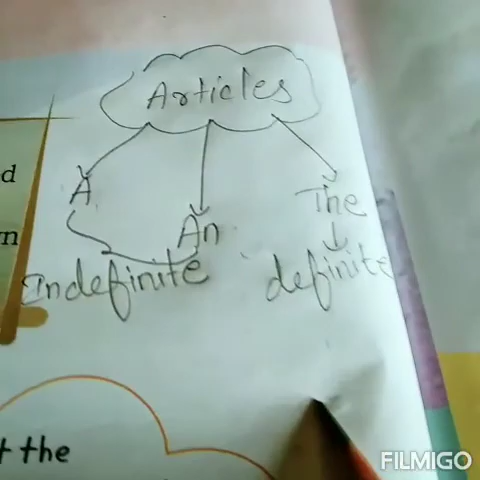 Articles
A
An
The
Indefinite
definite
d
n
t the
FILMIGO